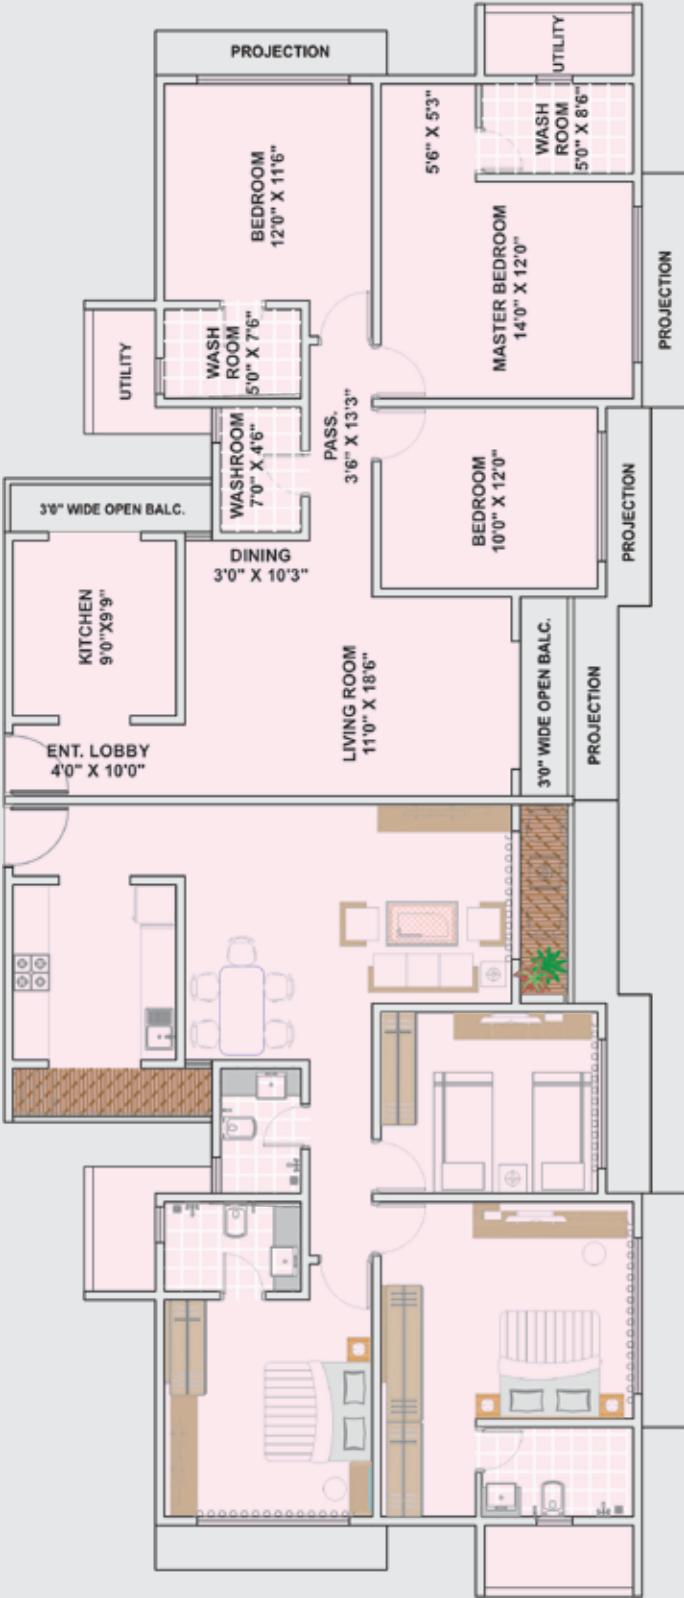 PROJECTION
UTILITY
BEDROOM
12'0" X 11'6"
5'6" X 5'3"
WASH
ROOM
5'0" X 8'6"
MASTER BEDROOM
14'0" X 12'0"
PROJECTION
UTILITY
WASH
ROOM
5'0" X 7'6"
WASHROOM
7'0" X 4'6"
PASS.
3'6" X 13'3"
BEDROOM
10'0" X 12'0"
PROJECTION
3'0" WIDE OPEN BALC.
DINING
3'0" X 10'3"
KITCHEN
9'0"X9'9"
LIVING ROOM
11'0" X 18'6"
3'0" WIDE OPEN BALC.
PROJECTION
ENT. LOBBY
4'0" X 10'0"